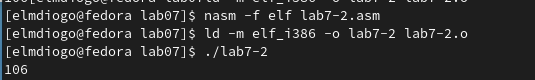 [elmdiogo@fedora lab07]$ nasm -f elf lab7-2.asm
[elmdiogo@fedora lab07]$ ld -m elf_i386 -o lab7-2 lab7-2.o
[elmdiogo@fedora lab07]$ ./lab7-2
106